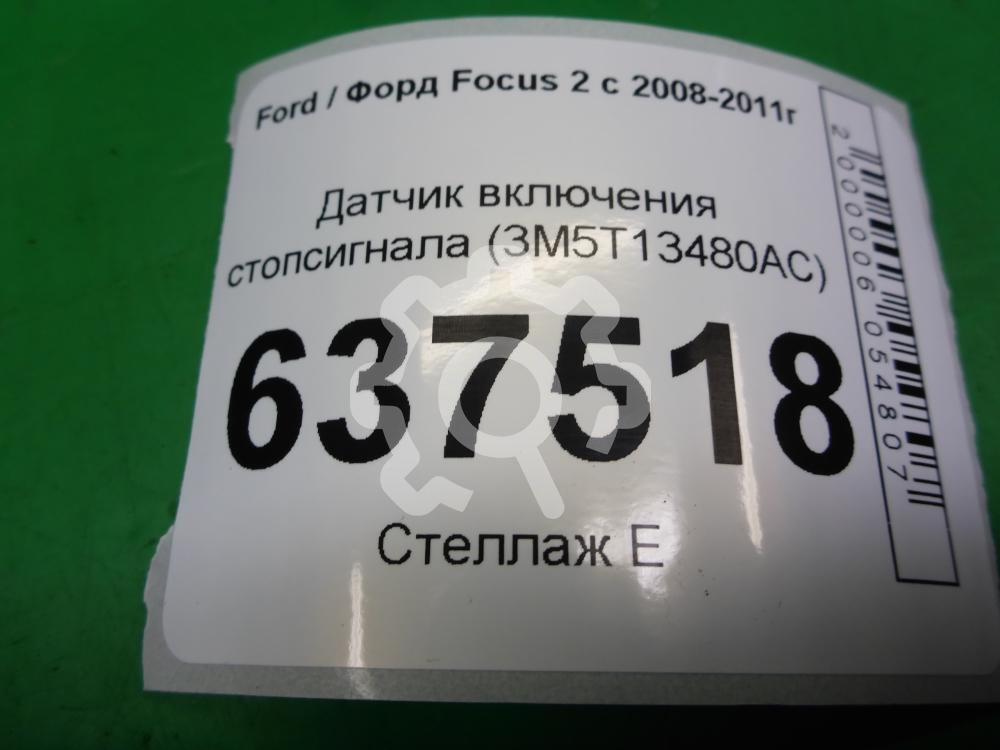 Ford / Форд Focus 2 с 2008-2011г
Датчик включения
стопсигнала (3M5T13480AC)
637518
Стеллаж E
2000006054807